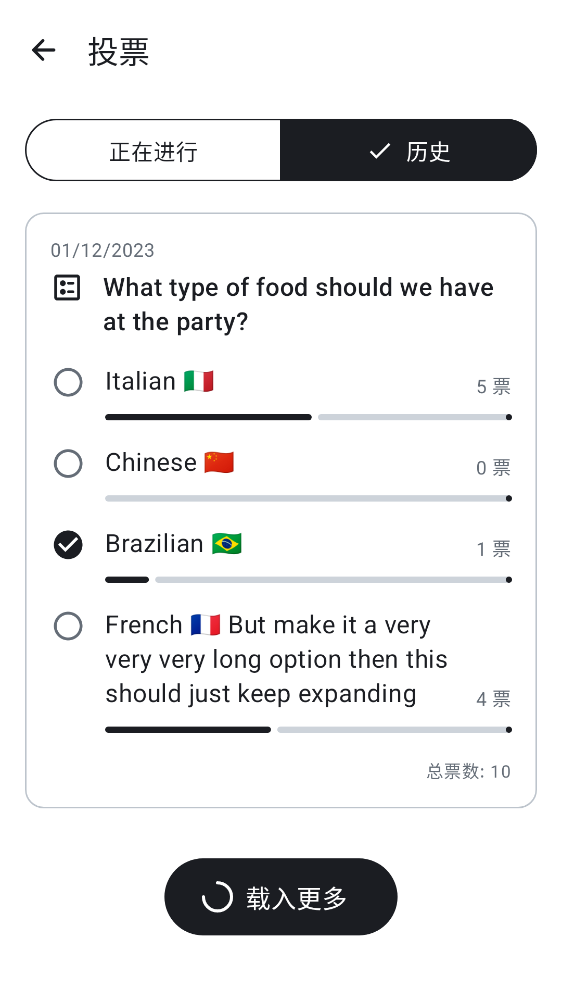 投票
正在进行
历史
01/12/2023
What type of food should we have
at the party?
Italian 🇮🇹
5 票
Chinese 🇨🇳
0 票
Brazilian 🇧🇷
1 票
French 🇫🇷 But make it a very
very very long option then this
should just keep expanding
4 票
总票数: 10
载入更多